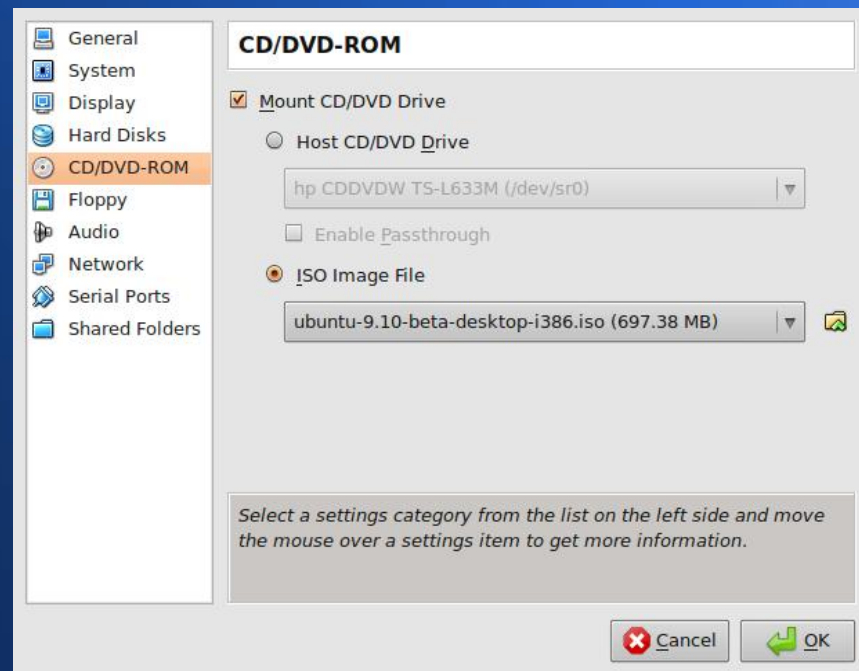 General
System
Display
Hard Disks
CD/DVD-ROM
Floppy
Audio
Network
Serial Ports
Shared Folders
CD/DVD-ROM
Mount CD/DVD Drive
Host CD/DVD Drive
hp CDDVDW TS-L633M (/dev/sr0)
Enable Passthrough
ISO Image File
ubuntu-9.10-beta-desktop-i386.iso (697.38 MB)
Select a settings category from the list on the left side and move
the mouse over a settings item to get more information.
Cancel
OK